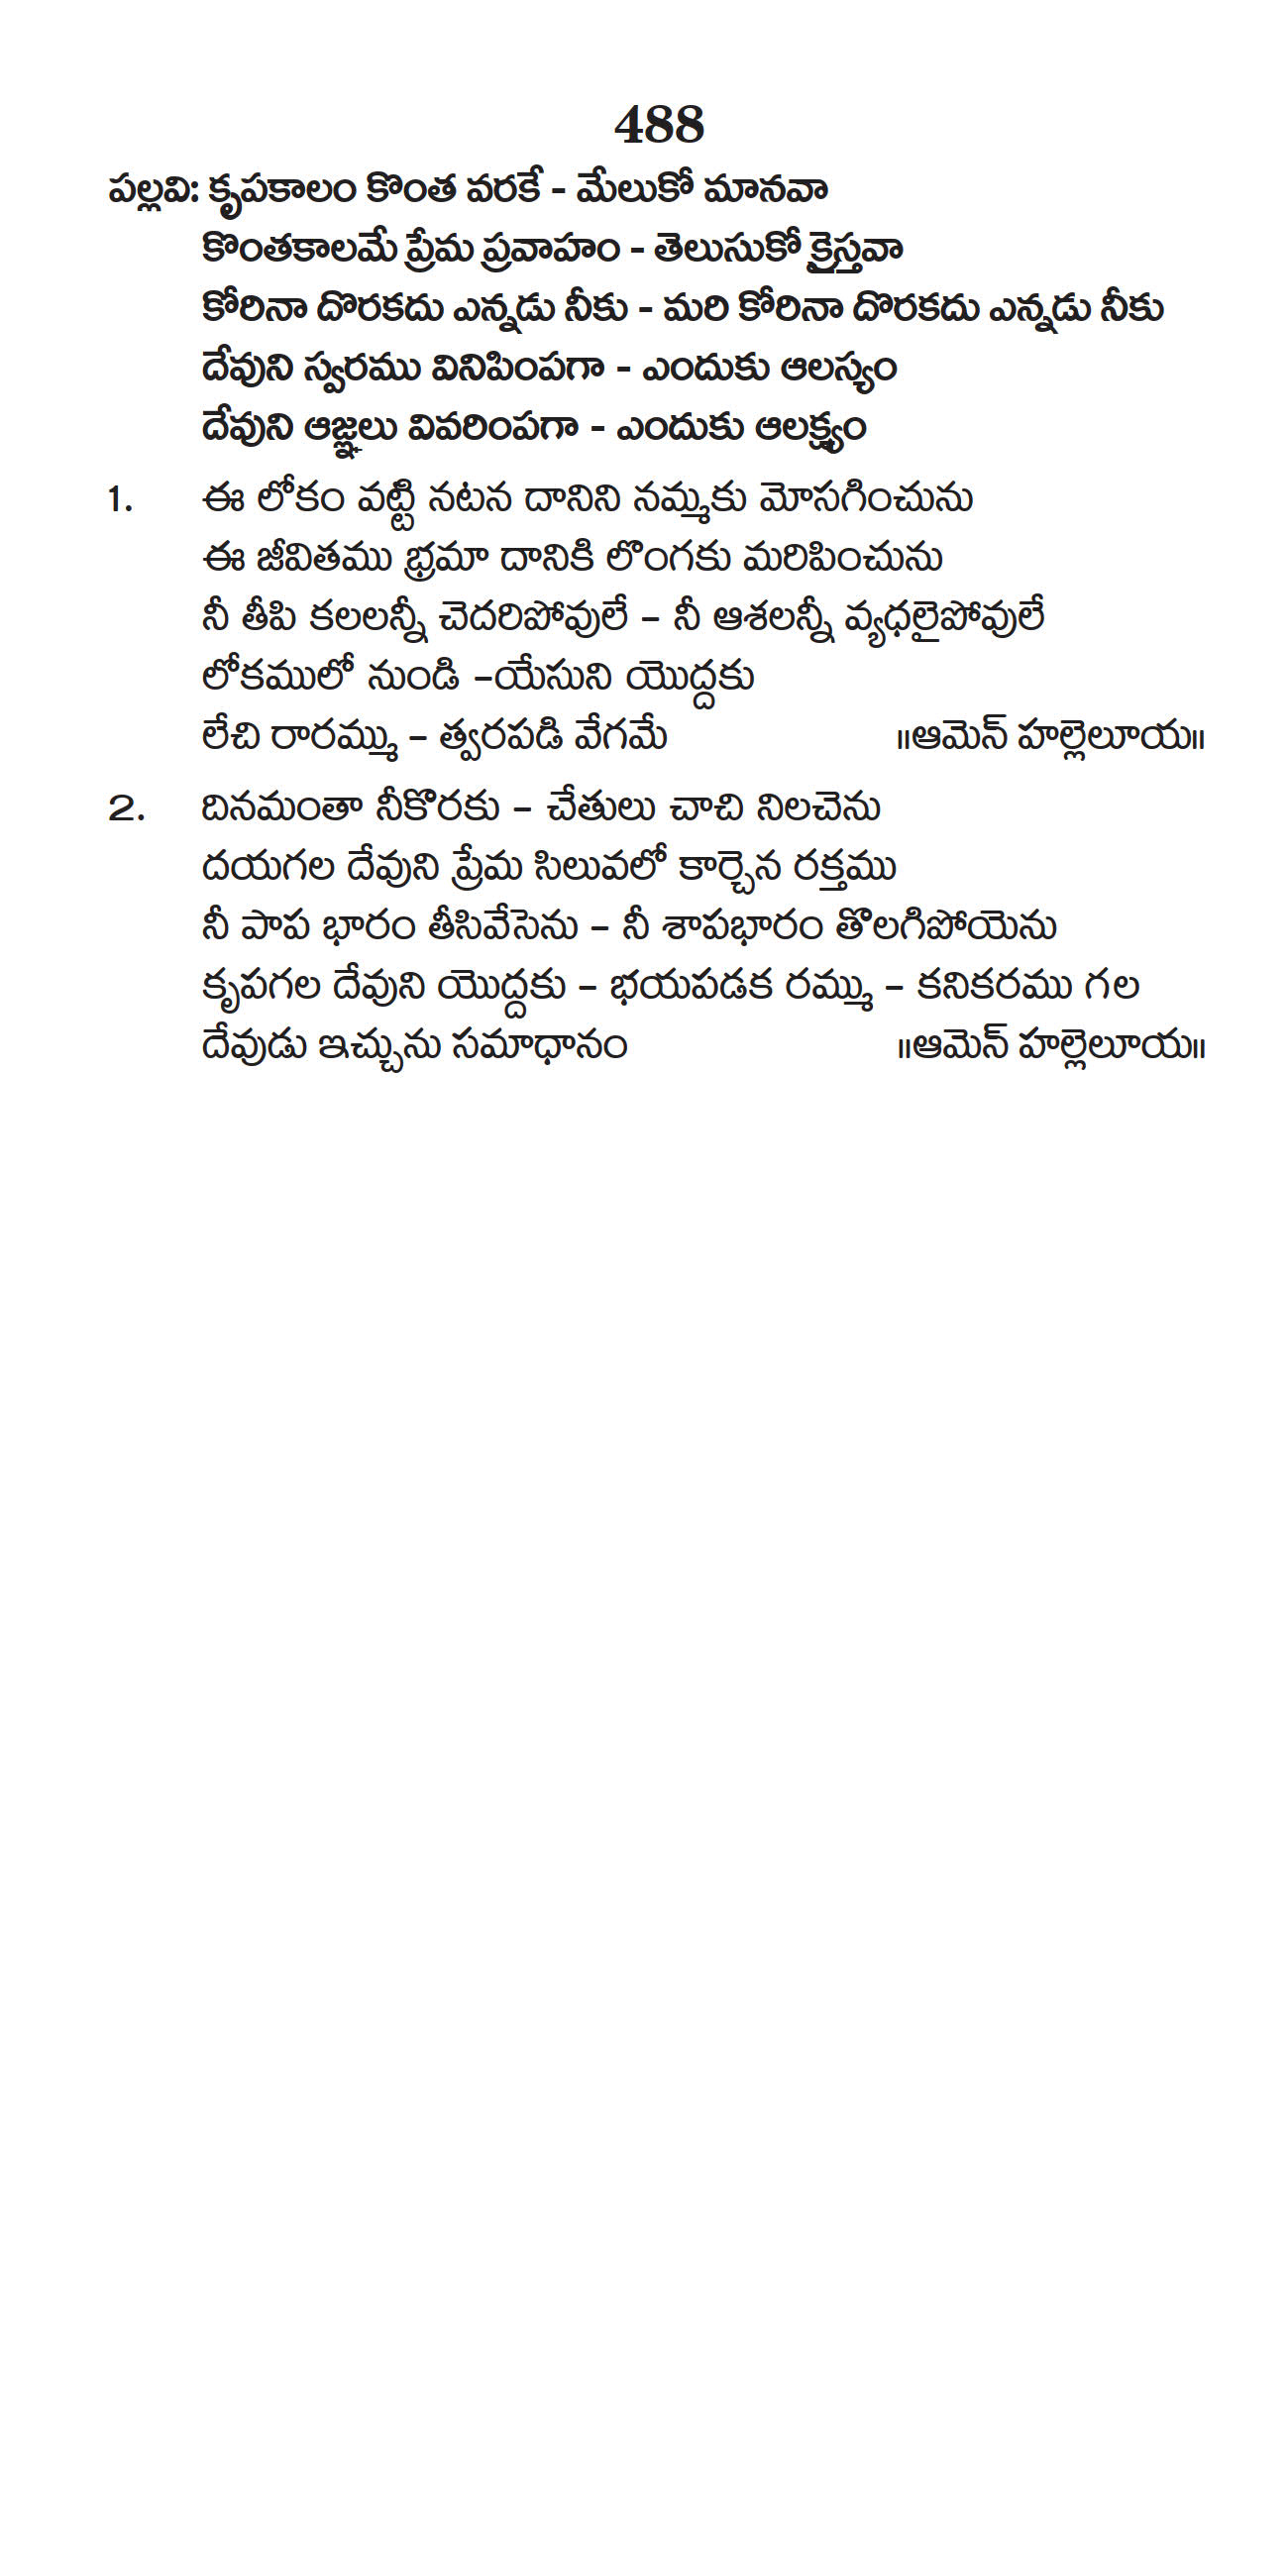 488
పల్లవి: కృపకాలం కొంత వరకే - మేలుకో మానవా
కొంతకాలమే ప్రేమ ప్రవాహం - తెలుసుకో క్రైస్తవా
కోరినా దొరకదు ఎన్నడు నీకు - మరి కోరినా దొరకదు ఎన్నడు నీకు
దేవుని స్వరము వినిపింపగా - ఎందుకు ఆలస్యం
దేవుని ఆజ్ఞలు వివరింపగా - ఎందుకు ఆలక్ష్యం
1. ఈ లోకం వట్టి నటన దానిని నమ్మకు మోసగించును
ఈ జీవితము భ్రమా దానికి లొంగకు మరిపించును
నీ తీపి కలలన్నీ చెదరిపోవులే – నీ ఆశలన్నీ వ్యధలైపోవులే
లోకములో నుండి –యేసుని యొద్దకు
లేచి రారమ్ము – త్వరపడి వేగమే ॥ఆమెన్ హల్లెలూయ॥
2. దినమంతా నీకొరకు – చేతులు చాచి నిలచెను
దయగల దేవుని ప్రేమ సిలువలో కార్చెన రక్తము
నీ పాప భారం తీసివేసెను – నీ శాపభారం తొలగిపోయెను
కృపగల దేవుని యొద్దకు – భయపడక రమ్ము – కనికరము గల
దేవుడు ఇచ్చును సమాధానం ॥ఆమెన్ హల్లెలూయ॥